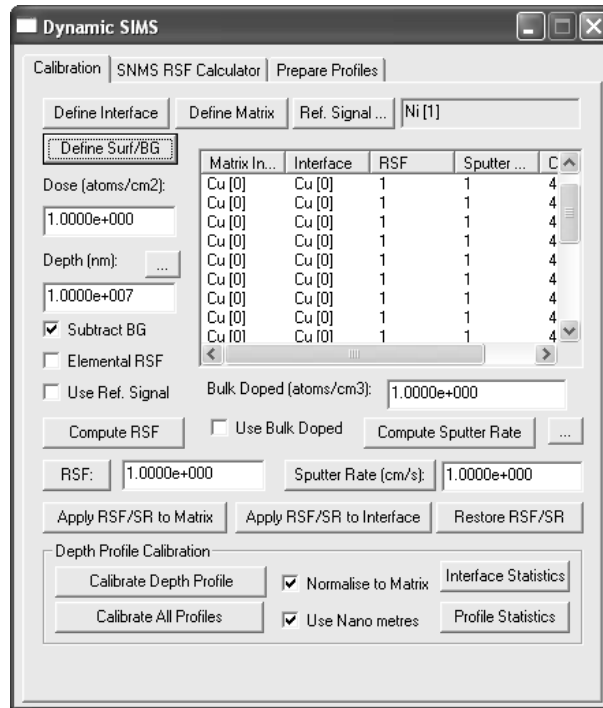 Dynamic SIMS
Calibration SNMS RSF Calculator Prepare Profiles
Define Interface Define Matrix Ref. Signal ... Ni [1]
Define Surf/BG
Matrix In... Interface RSF Sputter ... C
Cu [0] Cu [0] 1 1 4
Cu [0] Cu [0] 1 1 4
Cu [0] Cu [0] 1 1 4
Cu [0] Cu [0] 1 1 4
Cu [0] Cu [0] 1 1 4
Cu [0] Cu [0] 1 1 4
Cu [0] Cu [0] 1 1 4
Cu [0] Cu [0] 1 1 4
Cu [0] Cu [0] 1 1 4
Dose (atoms/cm2):
1.0000e+000
Depth (nm): ...
1.0000e+007
Subtract BG
Elemental RSF
Use Ref. Signal
Bulk Doped (atoms/cm3): 1.0000e+000
Compute RSF Use Bulk Doped Compute Sputter Rate ...
RSF: 1.0000e+000 Sputter Rate (cm/s): 1.0000e+000
Apply RSF/SR to Matrix Apply RSF/SR to Interface Restore RSF/SR
Depth Profile Calibration
Calibrate Depth Profile Normalise to Matrix Interface Statistics
Calibrate All Profiles Use Nano metres Profile Statistics